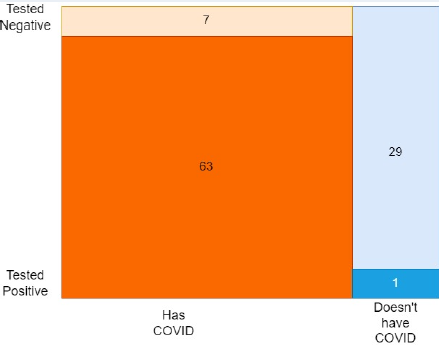 Tested
Negative
7
63
29
1
Tested
Positive
Has
COVID
Doesn't
have
COVID